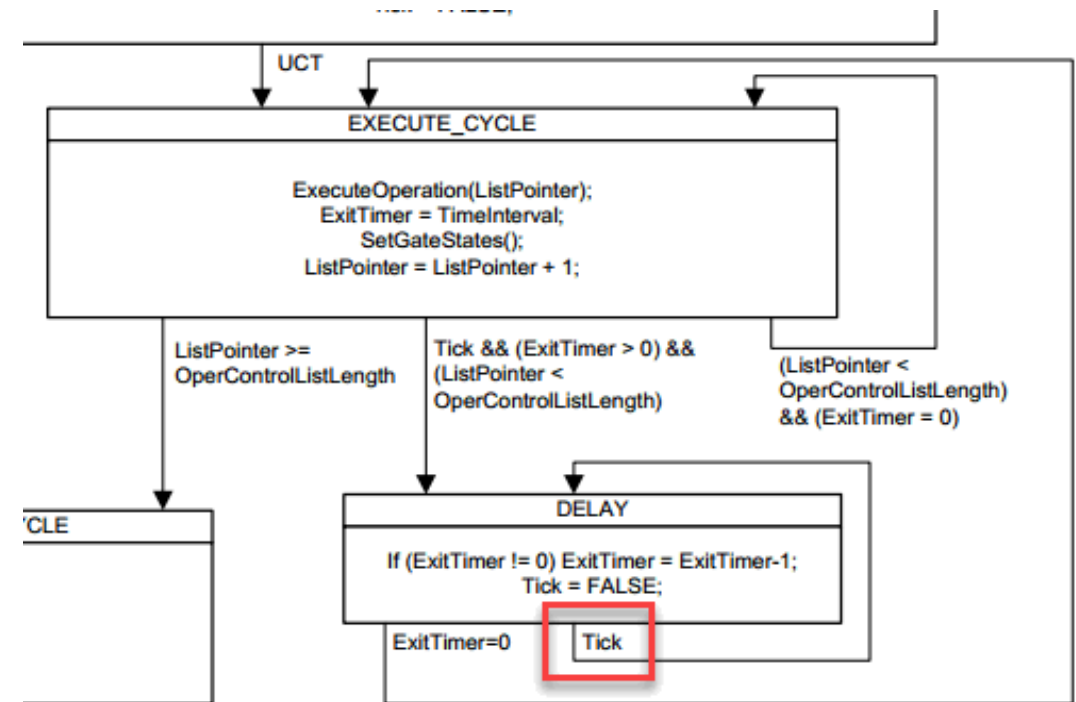 UCT
EXECUTE_CYCLE
ExecuteOperation(ListPointer);
ExitTimer = TimeInterval;
SetGateStates();
ListPointer = ListPointer + 1;
ListPointer >=
OperControlListLength
Tick && (ExitTimer > 0) &&
(ListPointer <
OperControlListLength)
(ListPointer <
OperControlListLength)
&& (ExitTimer = 0)
CLE
DELAY
If (ExitTimer != 0) ExitTimer = ExitTimer-1;
Tick = FALSE;
ExitTimer=0
Tick